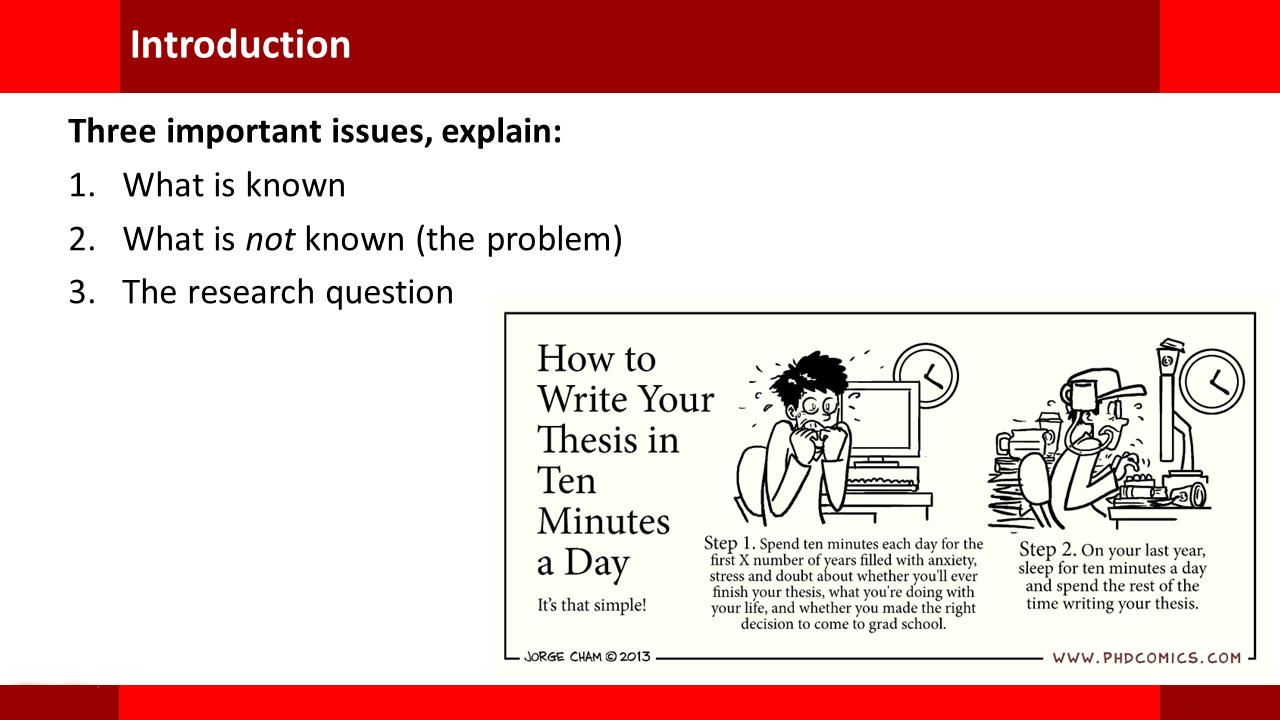 Introduction
Three important issues, explain:
1. What is known
2. What is not known (the problem)
3. The research question
How to
Write Your
Thesis in
Ten
Minutes
a Day
It's that simple!
Step 1. Spend ten minutes each day for the
first X number of years filled with anxiety,
stress and doubt about whether you'll ever
finish your thesis, what you're doing with
your life, and whether you made the right
decision to come to grad school.
Step 2. On your last year,
sleep for ten minutes a day
and spend the rest of the
time writing your thesis.
JORGE CHAM © 2013
WWW.PHDCOMICS.COM